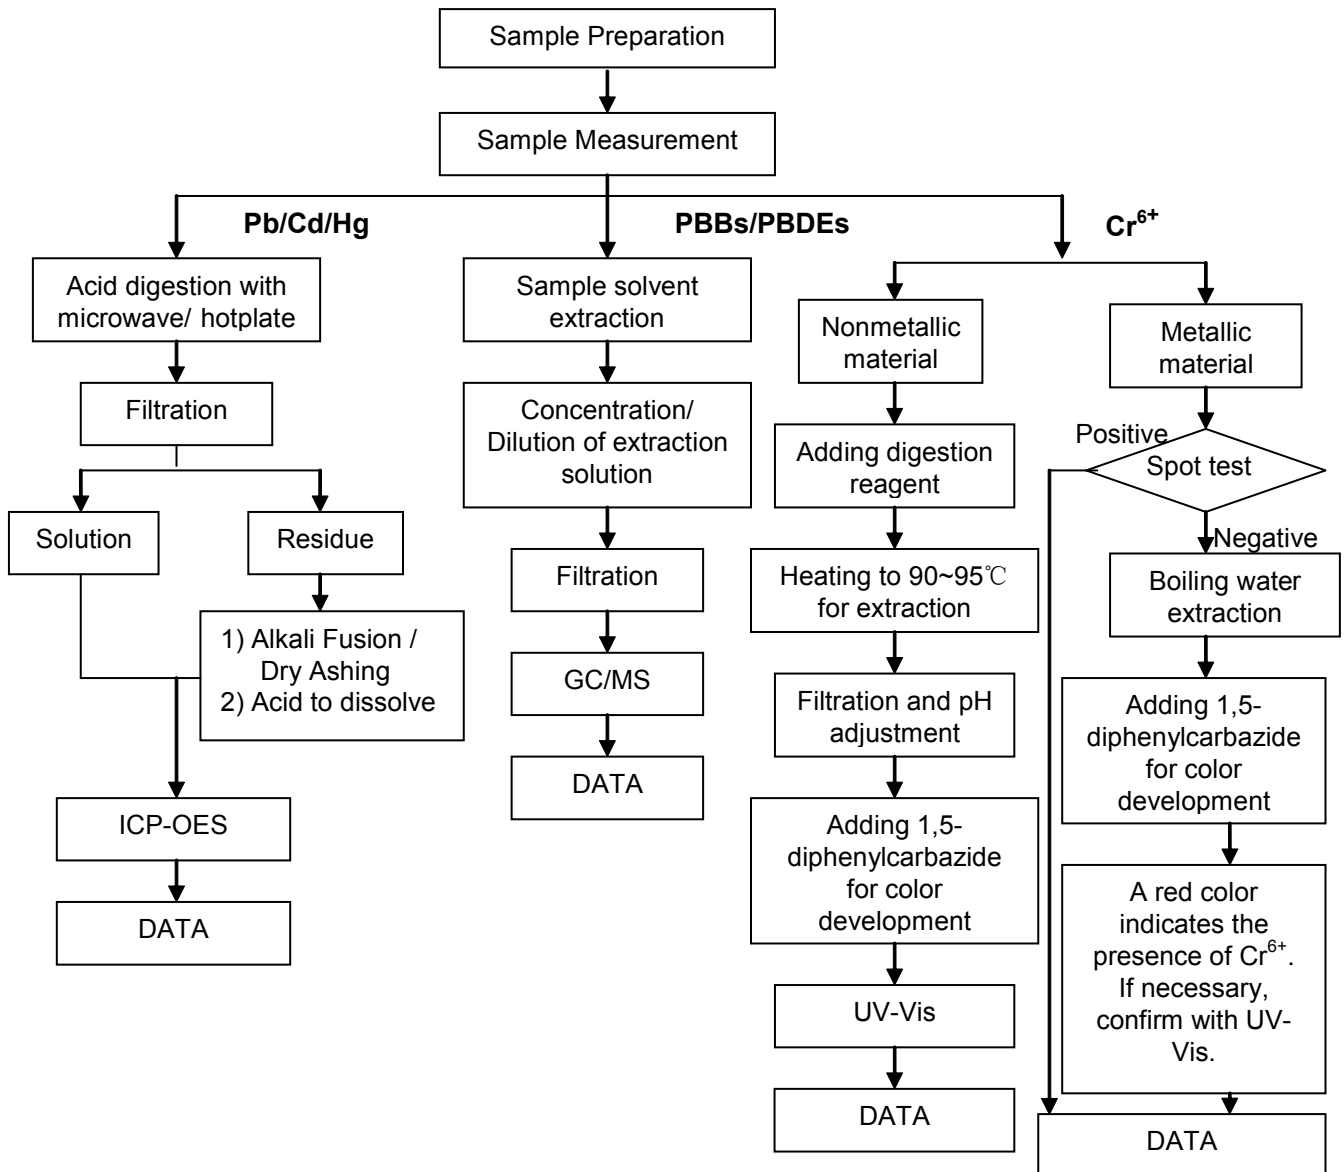 Sample Preparation
Sample Measurement
Pb/Cd/Hg
PBBs/PBDEs
Cr⁶⁺
Acid digestion with
microwave/ hotplate
Filtration
Solution
Residue
1) Alkali Fusion /
Dry Ashing
2) Acid to dissolve
ICP-OES
DATA
Sample solvent
extraction
Concentration/
Dilution of extraction
solution
Filtration
GC/MS
DATA
Nonmetallic
material
Adding digestion
reagent
Heating to 90~95℃
for extraction
Filtration and pH
adjustment
Adding 1,5-
diphenylcarbazide
for color
development
UV-Vis
DATA
Metallic
material
Positive
Spot test
Negative
Boiling water
extraction
Adding 1,5-
diphenylcarbazide
for color
development
A red color
indicates the
presence of Cr⁶⁺.
If necessary,
confirm with UV-
Vis.
DATA